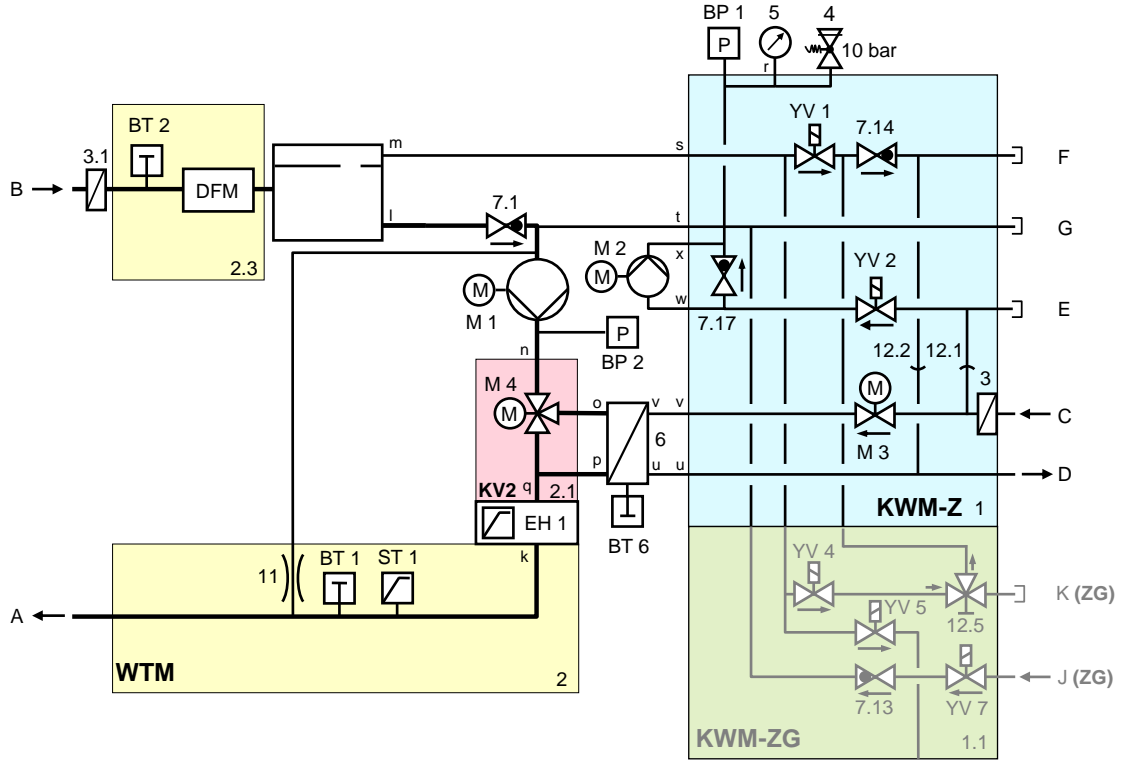 BP 1
5
4
P
10 bar
r
BT 2
3.1
B
DFM
2.3
m
s
YV 1
7.14
F
l
7.1
t
G
M 2
x
YV 2
M
M
w
E
M 1
7.17
P
n
BP 2
12.2
12.1
M 4
M
3
M
o
v
v
C
6
M 3
p
u
u
D
KV2
q
2.1
KWM-Z
1
EH 1
BT 6
k
11
BT 1
ST 1
YV 4
K (ZG)
YV 5
12.5
A
WTM
2
J (ZG)
7.13
YV 7
KWM-ZG
1.1